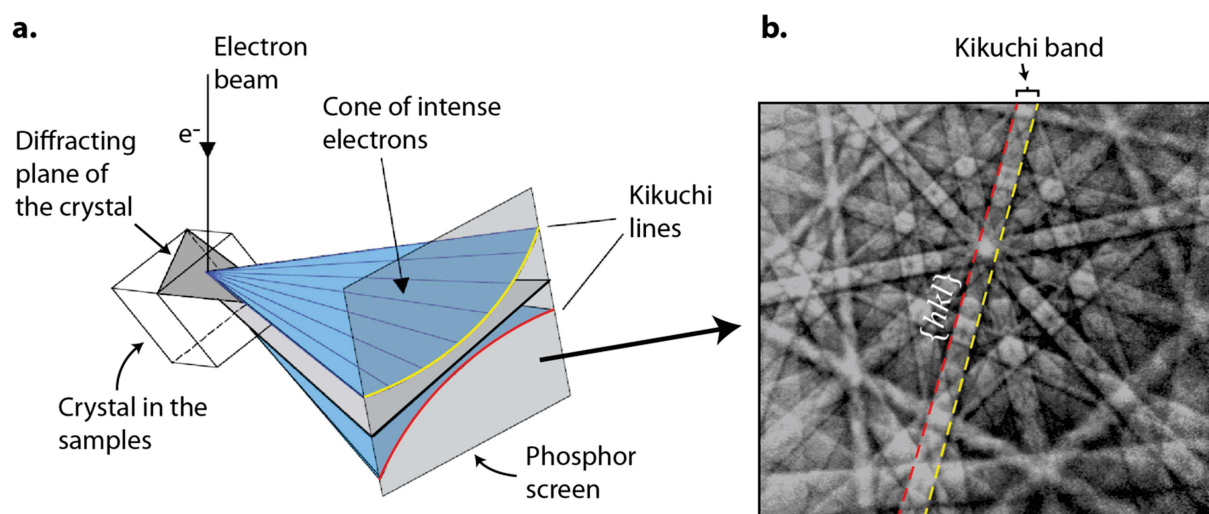 a.
Electron
beam
e-
Cone of intense
electrons
Diffracting
plane of
the crystal
Kikuchi
lines
Crystal in the
samples
Phosphor
screen
b.
Kikuchi band
{hkl}